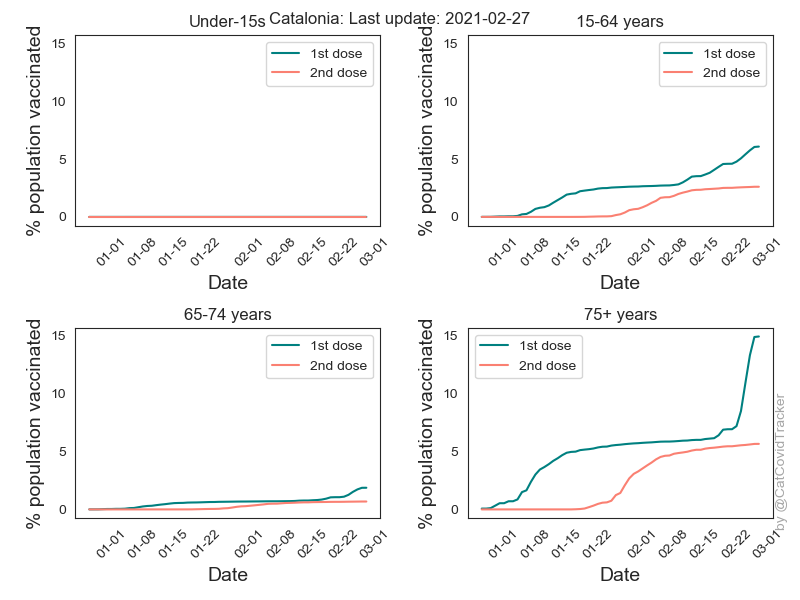 Catalonia: Last update: 2021-02-27
Under-15s
% population vaccinated
15
10
5
0
1st dose
2nd dose
01-01
01-08
01-15
01-22
02-01
02-08
02-15
02-22
03-01
Date
15-64 years
% population vaccinated
15
10
5
0
1st dose
2nd dose
01-01
01-08
01-15
01-22
02-01
02-08
02-15
02-22
03-01
Date
65-74 years
% population vaccinated
15
10
5
0
1st dose
2nd dose
01-01
01-08
01-15
01-22
02-01
02-08
02-15
02-22
03-01
Date
75+ years
% population vaccinated
15
10
5
0
1st dose
2nd dose
01-01
01-08
01-15
01-22
02-01
02-08
02-15
02-22
03-01
Date
by @CatCovidTracker